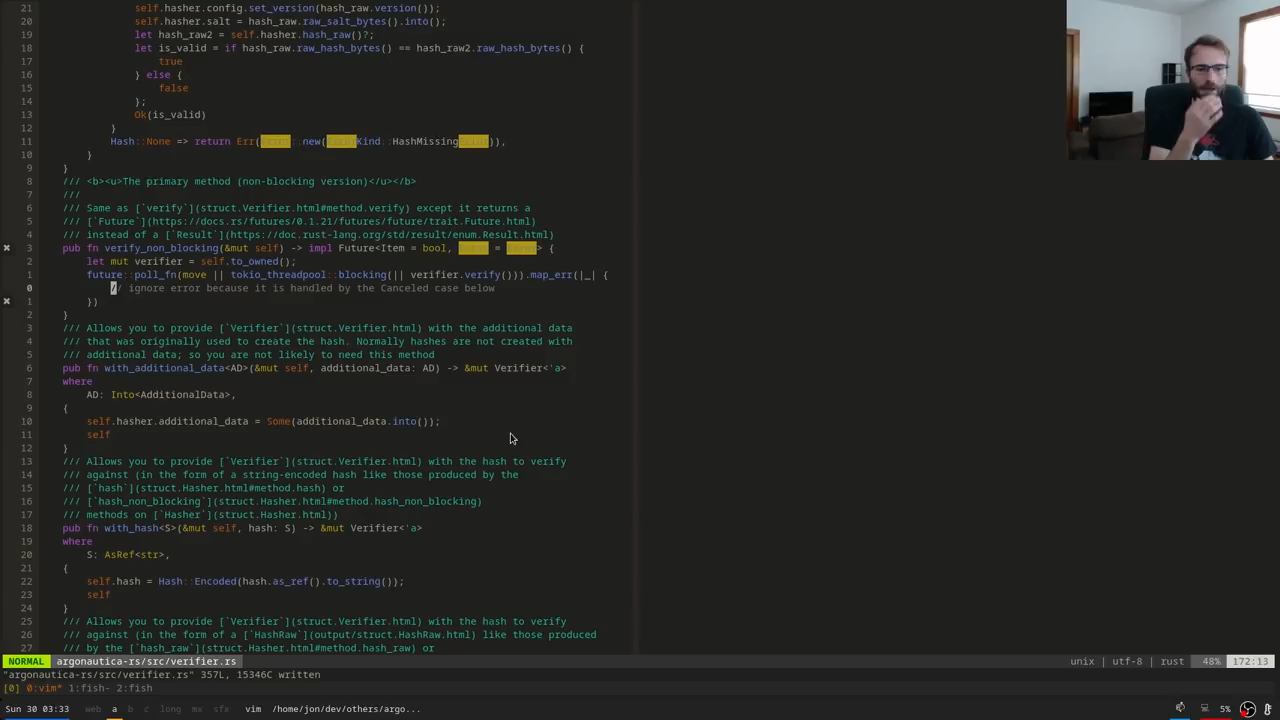 21 self.hasher.config.set_version(hash_raw.version());
20 self.hasher.salt = hash_raw.raw_salt_bytes().into();
19 let hash_raw2 = self.hasher.hash_raw()?;
18 let is_valid = if hash_raw.raw_hash_bytes() == hash_raw2.raw_hash_bytes() {
17 true
16 } else {
15 false
14 };
13 Ok(is_valid)
12 }
11 Hash::None => return Err(::new(Kind::HashMissing)),
10 }
9 }
8 /// <b><u>The primary method (non-blocking version)</u></b>
7 ///
6 /// Same as [`verify`](struct.Verifier.html#method.verify) except it returns a
5 /// [`Future`](https://docs.rs/futures/0.1.21/futures/future/trait.Future.html)
4 /// instead of a [`Result`](https://doc.rust-lang.org/std/result/enum.Result.html)
✖ 3 pub fn verify_non_blocking(&mut self) -> impl Future<Item = bool, = > {
2 let mut verifier = self.to_owned();
1 future::poll_fn(move || tokio_threadpool::blocking(|| verifier.verify())).map_err(|_| {
0 // ignore error because it is handled by the Canceled case below
✖ 1 })
2 }
3 /// Allows you to provide [`Verifier`](struct.Verifier.html) with the additional data
4 /// that was originally used to create the hash. Normally hashes are not created with
5 /// additional data; so you are not likely to need this method
6 pub fn with_additional_data<AD>(&mut self, additional_data: AD) -> &mut Verifier<'a>
7 where
8 AD: Into<AdditionalData>,
9 {
10 self.hasher.additional_data = Some(additional_data.into());
11 self
12 }
13 /// Allows you to provide [`Verifier`](struct.Verifier.html) with the hash to verify
14 /// against (in the form of a string-encoded hash like those produced by the
15 /// [`hash`](struct.Hasher.html#method.hash) or
16 /// [`hash_non_blocking`](struct.Hasher.html#method.hash_non_blocking)
17 /// methods on [`Hasher`](struct.Hasher.html))
18 pub fn with_hash<S>(&mut self, hash: S) -> &mut Verifier<'a>
19 where
20 S: AsRef<str>,
21 {
22 self.hash = Hash::Encoded(hash.as_ref().to_string());
23 self
24 }
25 /// Allows you to provide [`Verifier`](struct.Verifier.html) with the hash to verify
26 /// against (in the form of a [`HashRaw`](output/struct.HashRaw.html) like those produced
27 /// by the [`hash_raw`](struct.Hasher.html#method.hash_raw) or
NORMAL argonautica-rs/src/verifier.rs unix | utf-8 | rust 48% 172:13
"argonautica-rs/src/verifier.rs" 357L, 15346C written
[0] 0:vim* 1:fish- 2:fish
Sun 30 03:33 web a b c long mx sfx vim /home/jon/dev/others/argo... 5%